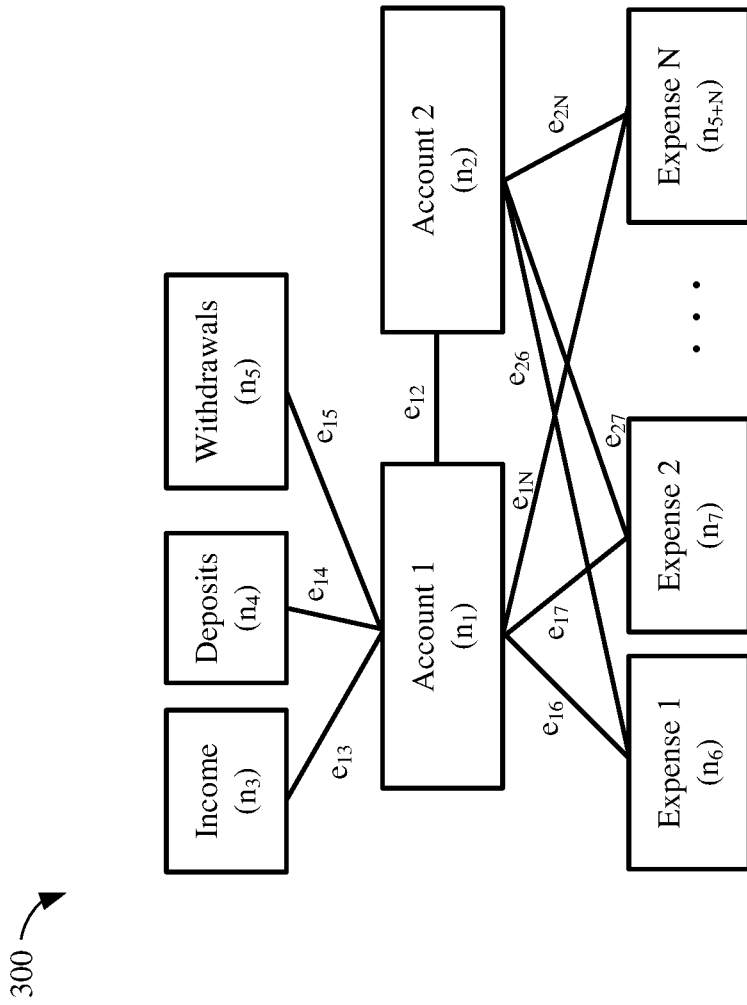 300
Income
(n3)
Deposits
(n4)
Withdrawals
(n5)
e13
e14
e15
Account 1
(n1)
e12
Account 2
(n2)
e16
e17
e1N
e26
e27
e2N
Expense 1
(n6)
Expense 2
(n7)
. . .
Expense N
(n5+N)